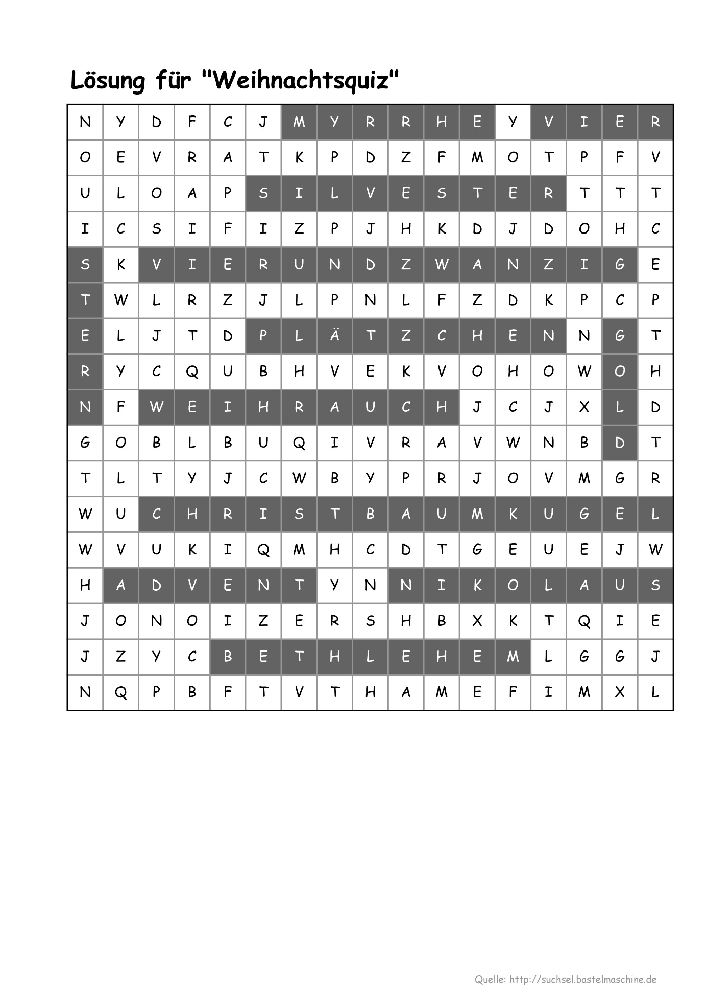 Lösung für "Weihnachtsquiz"
N Y D F C J M Y R R H E Y V I E R
O E V R A T K P D Z F M O T P F V
U L O A P S I L V E S T E R T T T
I C S I F I Z P J H K D J D O H C
S K V I E R U N D Z W A N Z I G E
T W L R Z J L P N L F Z D K P C P
E L J T D P L Ä T Z C H E N N G T
R Y C Q U B H V E K V O H O W O H
N F W E I H R A U C H J C J X L D
G O B L B U Q I V R A V W N B D T
T L T Y J C W B Y P R J O V M G R
W U C H R I S T B A U M K U G E L
W V U K I Q M H C D T G E U E J W
H A D V E N T Y N N I K O L A U S
J O N O I Z E R S H B X K T Q I E
J Z Y C B E T H L E H E M L G G J
N Q P B F T V T H A M E F I M X L
Quelle: http://suchsel.bastelmaschine.de